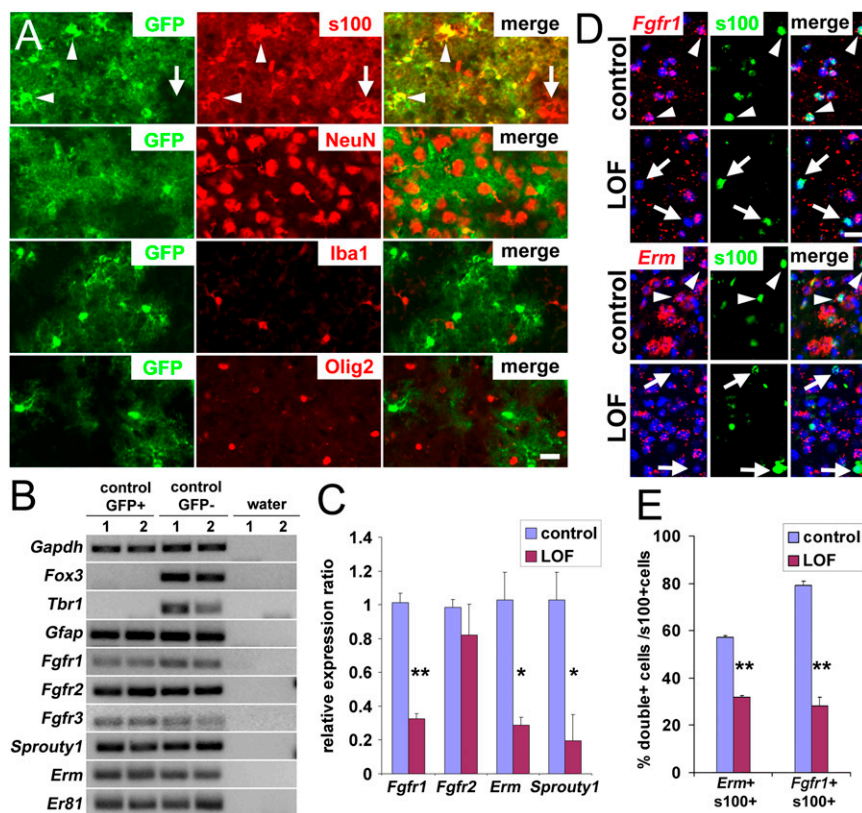 A
GFP
s100
merge
GFP
NeuN
merge
GFP
Iba1
merge
GFP
Olig2
merge
B
control GFP+
control GFP-
water
1 2 1 2 1 2
Gapdh
Fox3
Tbr1
Gfap
Fgfr1
Fgfr2
Fgfr3
Sprouty1
Erm
Er81
C
relative expression ratio
1.4
1.2
1
0.8
0.6
0.4
0.2
0
control
LOF
**
*
*
Fgfr1 Fgfr2 Erm Sprouty1
D
Fgfr1
s100
merge
control
LOF
Erm
s100
merge
control
LOF
E
% double+ cells /s100+cells
100
80
60
40
20
0
control
LOF
**
**
Erm+ s100+
Fgfr1+ s100+